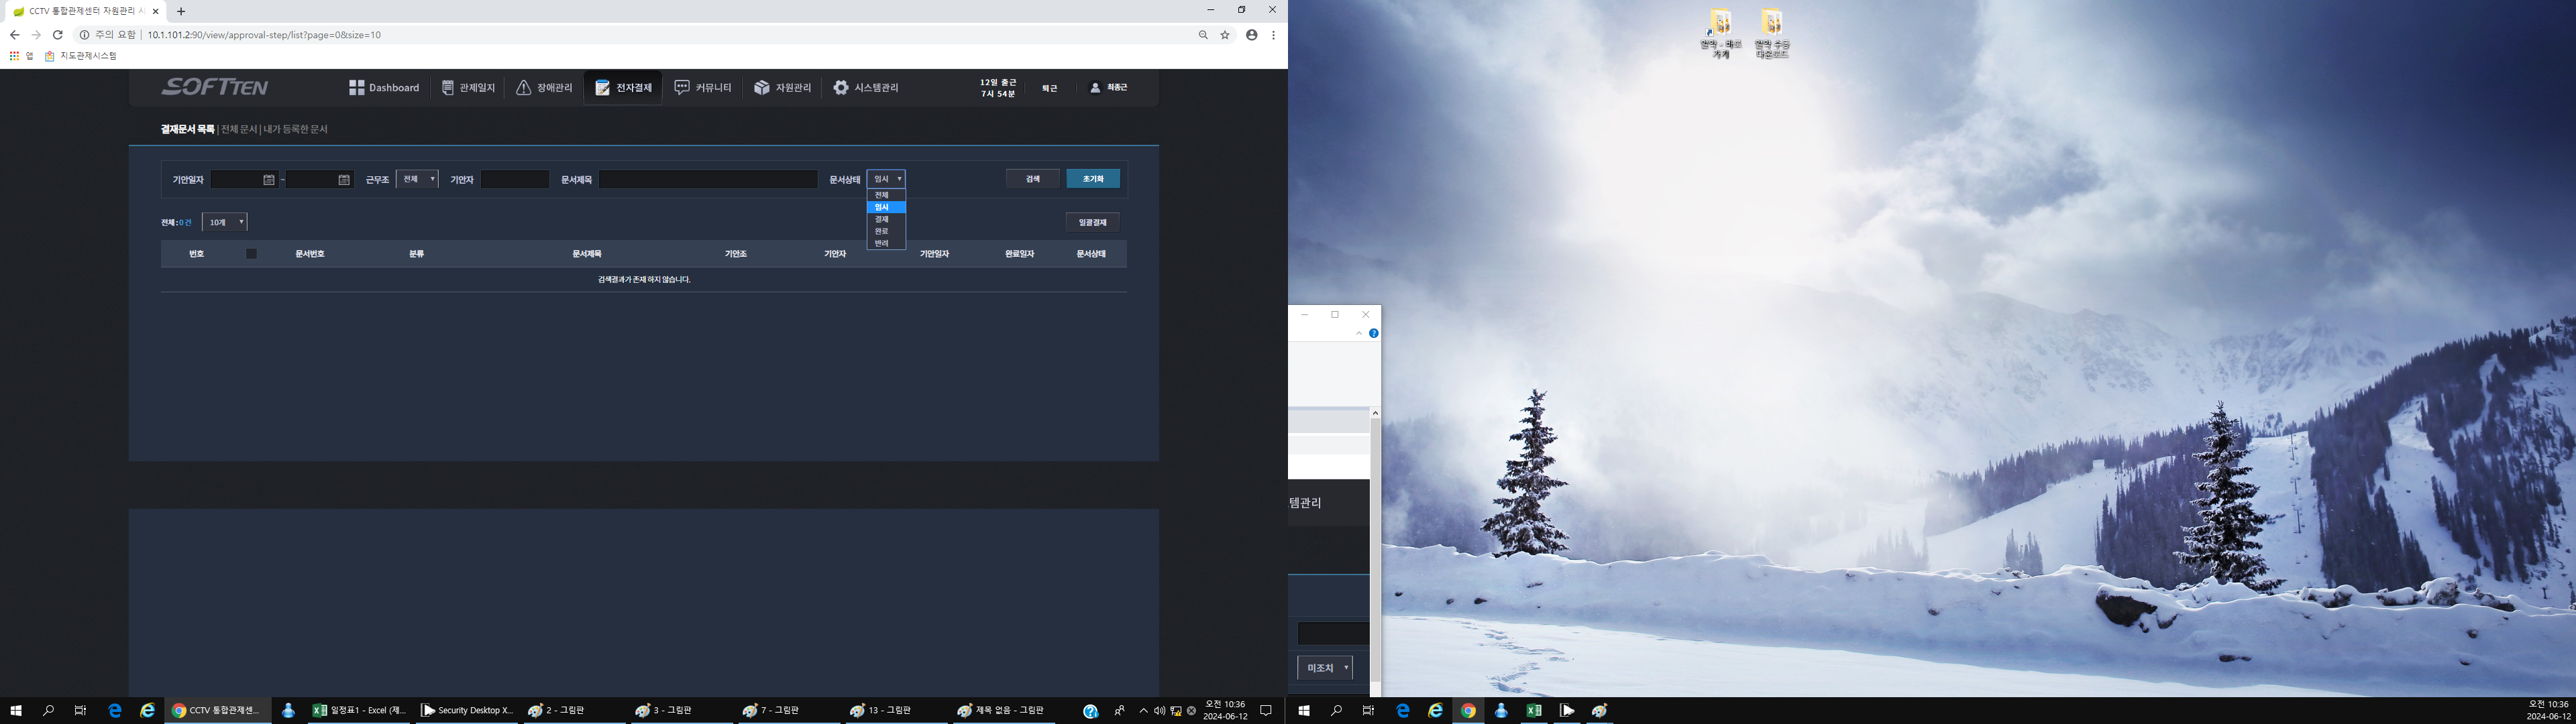 CCTV 통합관제센터 자원관리 시
주의 요함 10.1.101.2:90/view/approval-step/list?page=0&size=10
앱 지도관제시스템
SOFTTEN Dashboard 관제일지 장애관리 전자결제 커뮤니티 자원관리 시스템관리 12일 출근 7시 54분 퇴근 최종근
결재문서 목록 | 전체 문서 | 내가 등록한 문서
기안일자 ~ 근무조 전체 기안자 문서제목 문서상태 임시 검색 초기화
전체
임시
결재
완료
반려
전체 : 0 건 10개 일괄결재
번호 문서번호 분류 문서제목 기안조 기안자 기안일자 완료일자 문서상태
검색결과가 존재 하지 않습니다.
템관리
미조치
CCTV 통합관제센... 일정표1 - Excel (제... Security Desktop X... 2 - 그림판 3 - 그림판 7 - 그림판 13 - 그림판 제목 없음 - 그림판 오전 10:36
2024-06-12
오전 10:36
2024-06-12